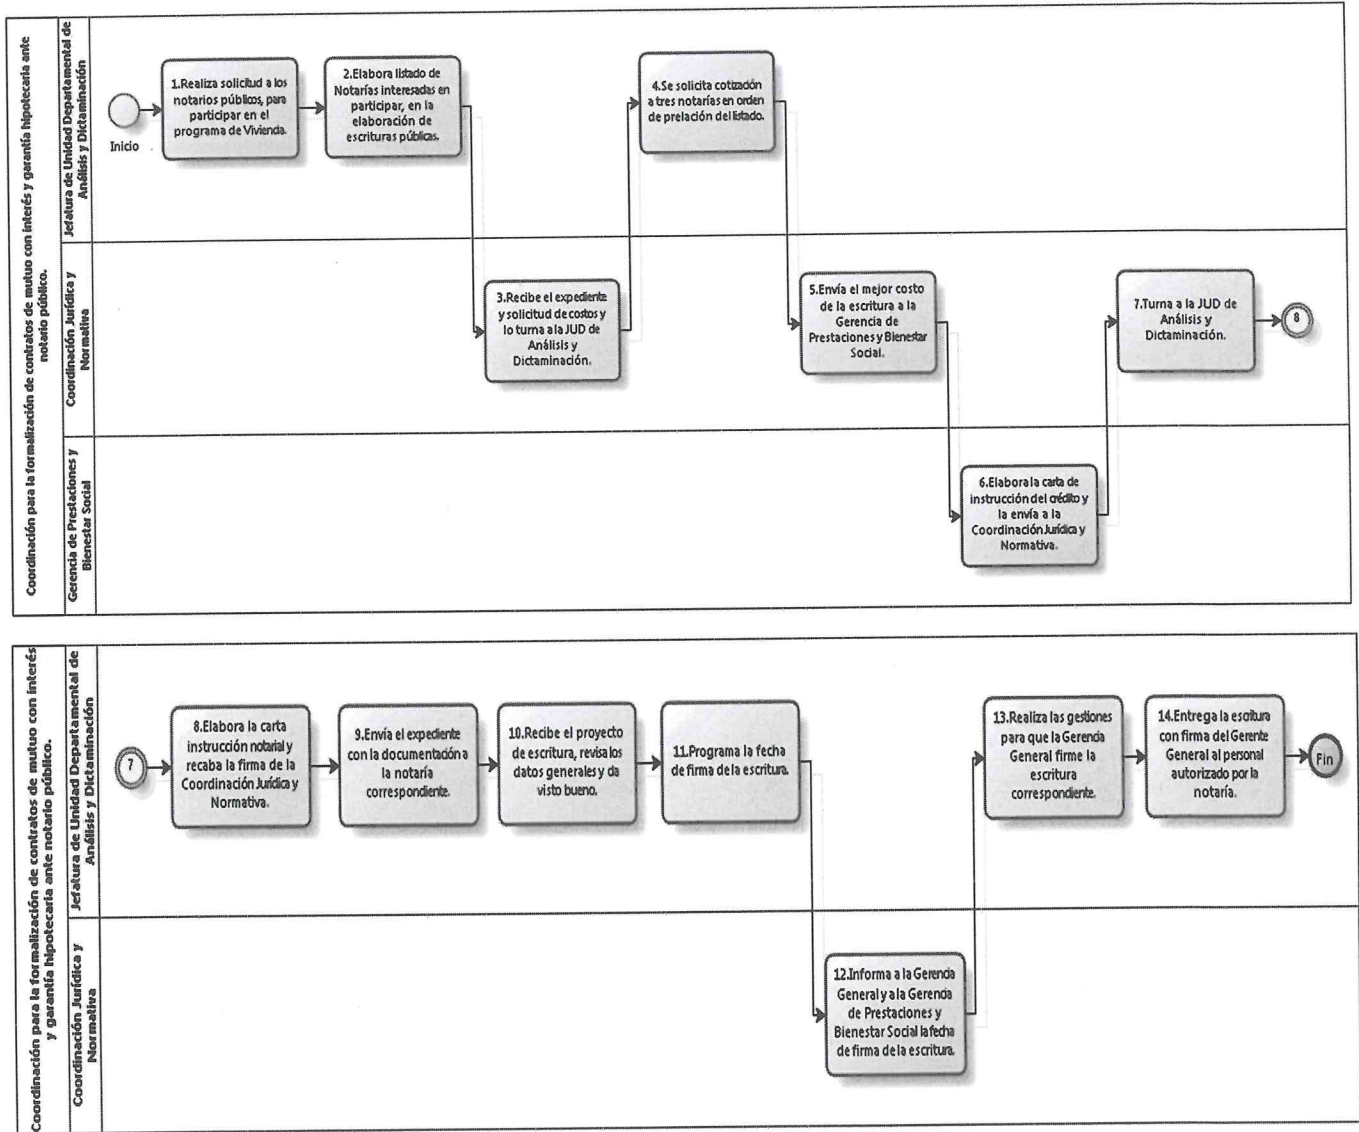 Coordinación para la formalización de contratos de mutuo con interés y garantía hipotecaria ante
notario público.
Jefatura de Unidad Departamental de
Análisis y Dictaminación
Inicio
1.Realiza solicitud a los
notarios públicos, para
participar en el
programa de Vivienda.
2.Elabora listado de
Notarías interesadas en
participar, en la
elaboración de
escrituras públicas.
4.Se solicita cotización
a tres notarías en orden
de prelación del listado.
Coordinación Jurídica y
Normativa
3.Recibe el expediente
y solicitud de costos y
lo turna a la JUD de
Análisis y
Dictaminación.
5.Envía el mejor costo
de la escritura a la
Gerencia de
Prestaciones y Bienestar
Social.
7.Turna a la JUD de
Análisis y
Dictaminación.
8
Gerencia de Prestaciones y
Bienestar Social
6.Elabora la carta de
instrucción del crédito y
la envía a la
Coordinación Jurídica y
Normativa.
Coordinación para la formalización de contratos de mutuo con interés
y garantía hipotecaria ante notario público.
Jefatura de Unidad Departamental de
Análisis y Dictaminación
7
8.Elabora la carta
instrucción notarial y
recaba la firma de la
Coordinación Jurídica y
Normativa.
9.Envía el expediente
con la documentación a
la notaría
correspondiente.
10.Recibe el proyecto
de escritura, revisa los
datos generales y da
visto bueno.
11.Programa la fecha
de firma de la escritura.
13.Realiza las gestiones
para que la Gerencia
General firme la
escritura
correspondiente.
14.Entrega la escritura
con firma del Gerente
General al personal
autorizado por la
notaría.
Fin
Coordinación Jurídica y
Normativa
12.Informa a la Gerencia
General y a la Gerencia
de Prestaciones y
Bienestar Social la fecha
de firma de la escritura.